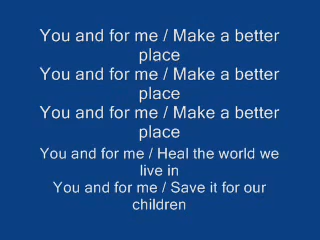 You and for me / Make a better
place
You and for me / Make a better
place
You and for me / Make a better
place
You and for me / Heal the world we
live in
You and for me / Save it for our
children